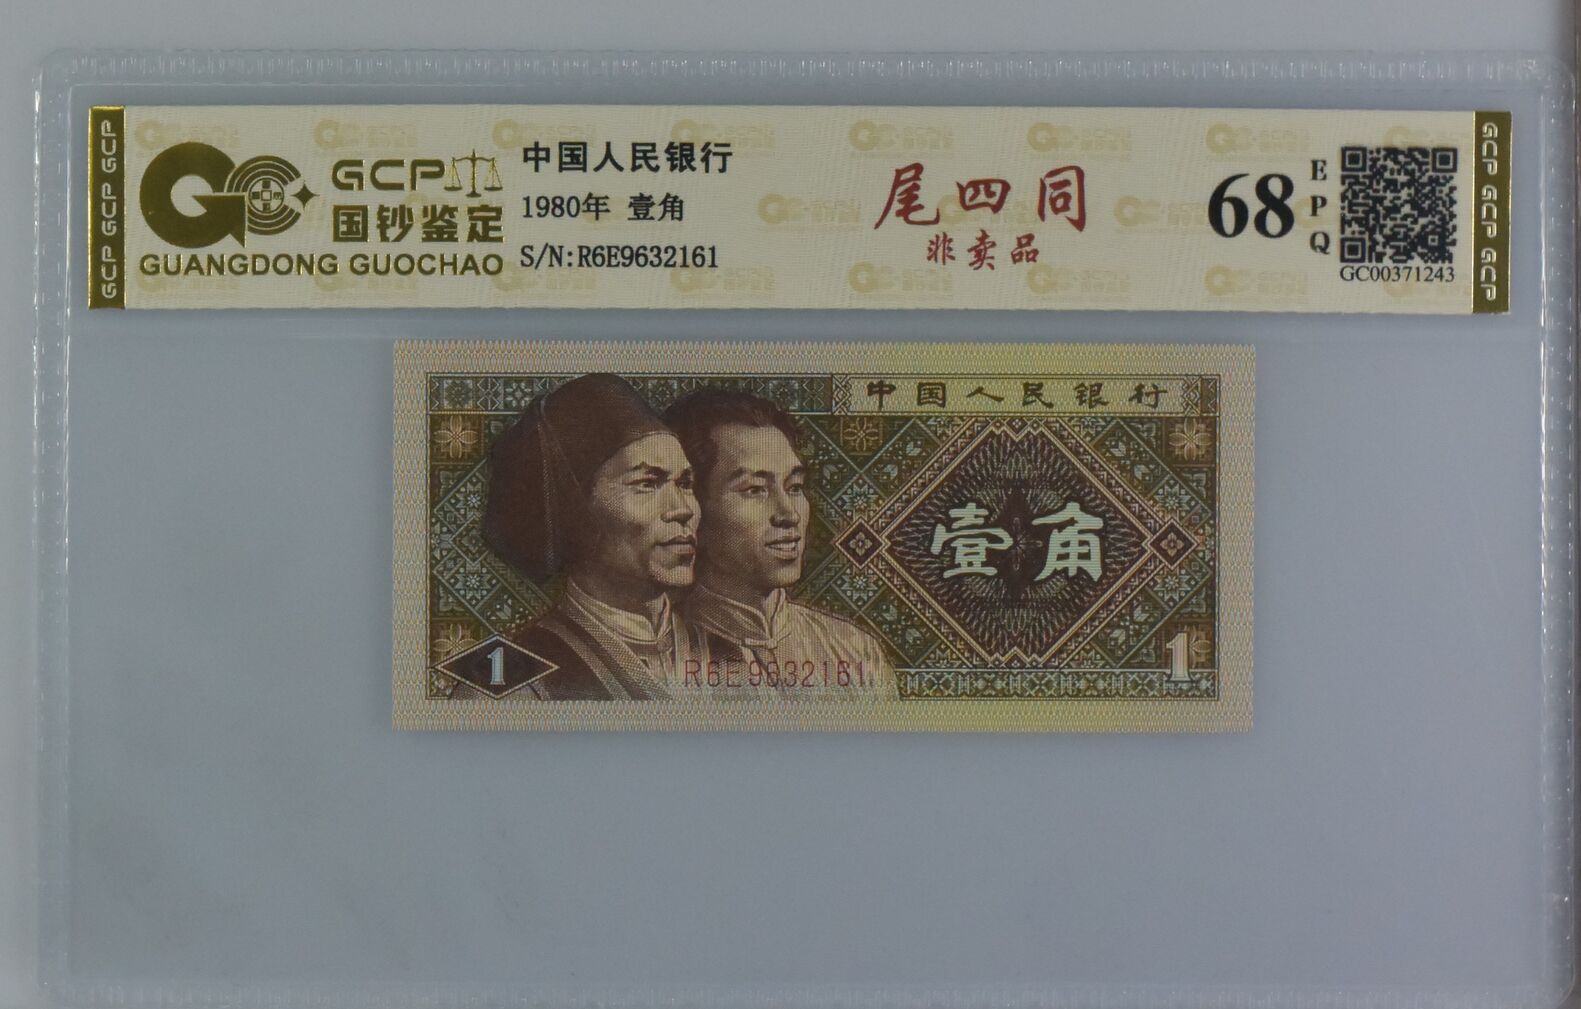 GCP GCP GCP
GCP
国钞鉴定
GUANGDONG GUOCHAO
中国人民银行
1980年 壹角
S/N:R6E9632161
尾四同
非卖品
68
EPQ
GC00371243
GCP GCP GCP
中国人民银行
壹角
1
R6E9632161
1